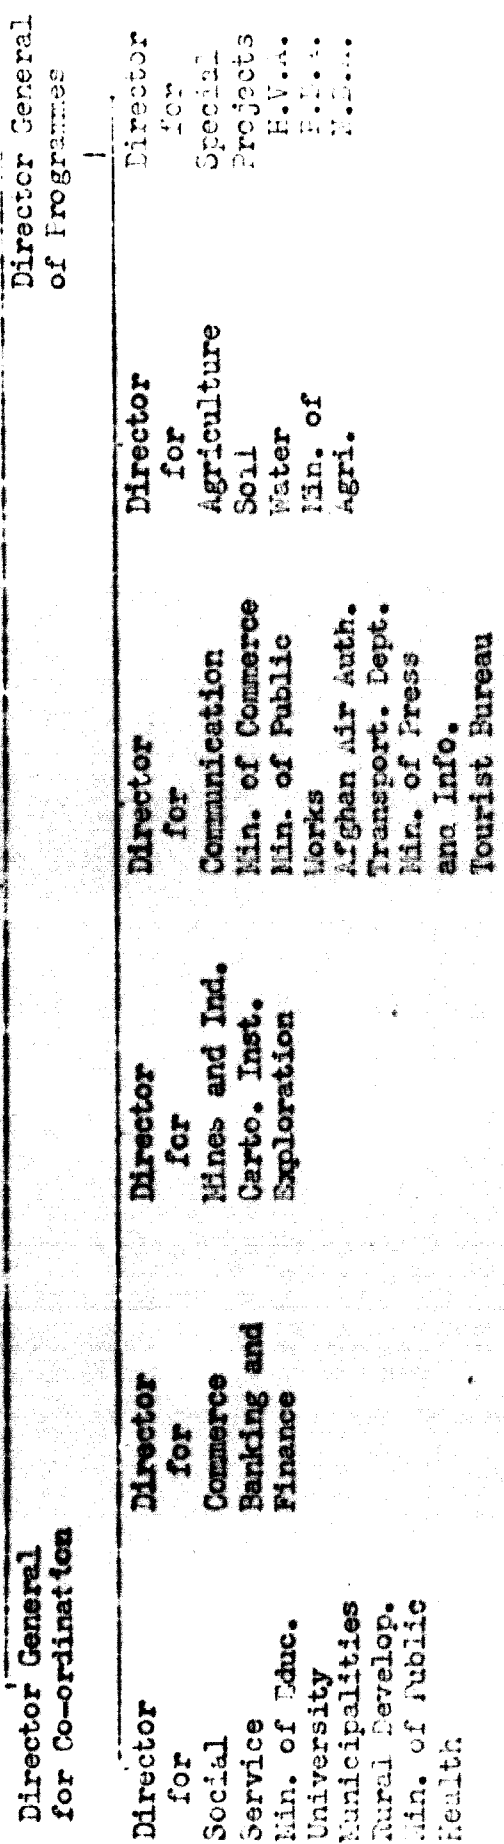 Director General
for Co-ordination
Director General
of Programmes
Director
for
Social
Service
Min. of Educ.
University
Municipalities
Rural Develop.
Min. of Public
Health
Director
for
Commerce
Banking and
Finance
Director
for
Mines and Ind.
Carto. Inst.
Exploration
Director
for
Communication
Min. of Commerce
Min. of Public
Works
Afghan Air Auth.
Transport. Dept.
Min. of Press
and Info.
Tourist Bureau
Director
for
Agriculture
Soil
Water
Min. of
Agri.
Director
for
Special
Projects
H.V.A.